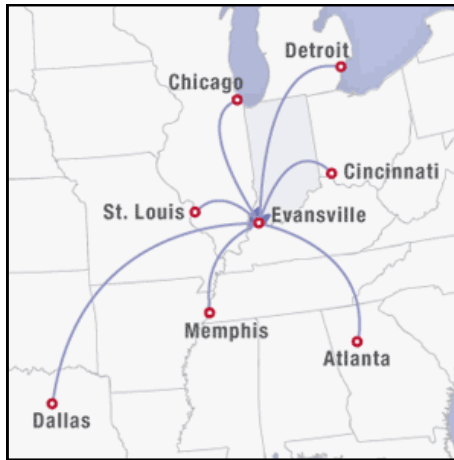 Detroit
Chicago
Cincinnati
St. Louis
Evansville
Memphis
Atlanta
Dallas